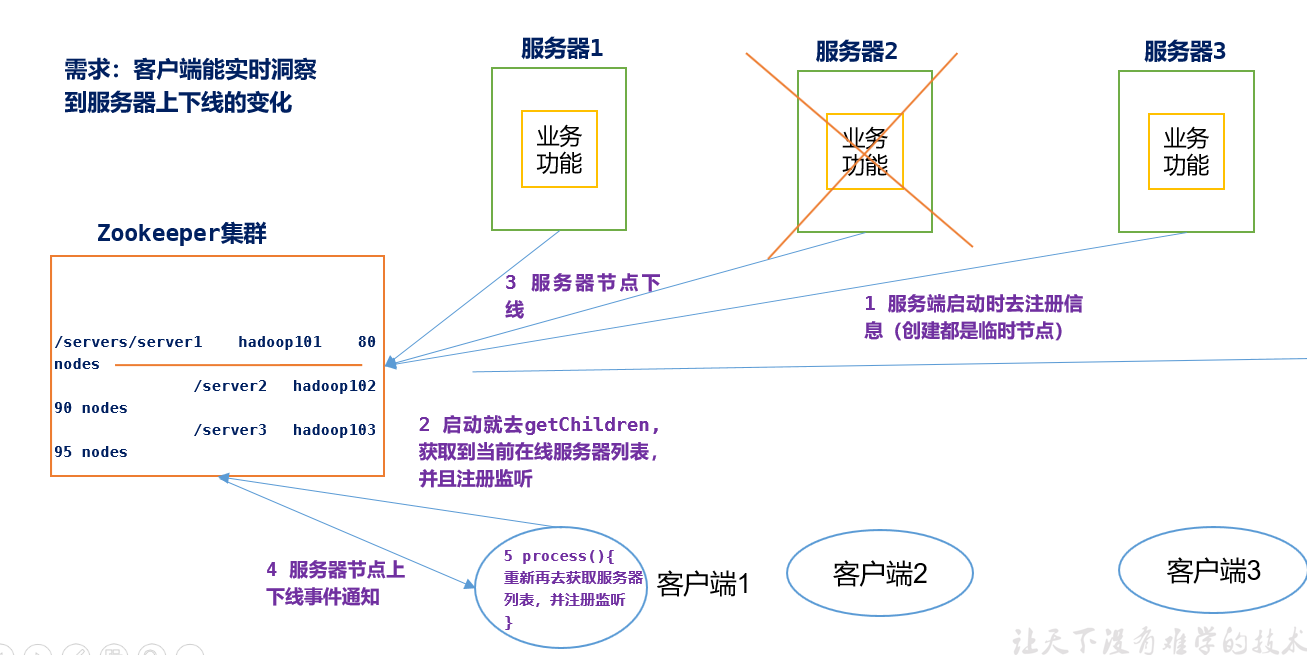 需求：客户端能实时洞察
到服务器上下线的变化
服务器1
服务器2
服务器3
业务
功能
业务
功能
业务
功能
Zookeeper集群
/servers/server1 hadoop101 80
nodes
/server2 hadoop102
90 nodes
/server3 hadoop103
95 nodes
3 服务器节点下
线
1 服务端启动时去注册信
息（创建都是临时节点）
2 启动就去getChildren，
获取到当前在线服务器列表，
并且注册监听
4 服务器节点上
下线事件通知
5 process(){
重新再去获取服务器
列表，并注册监听
}
客户端1
客户端2
客户端3
让天下没有难学的技术